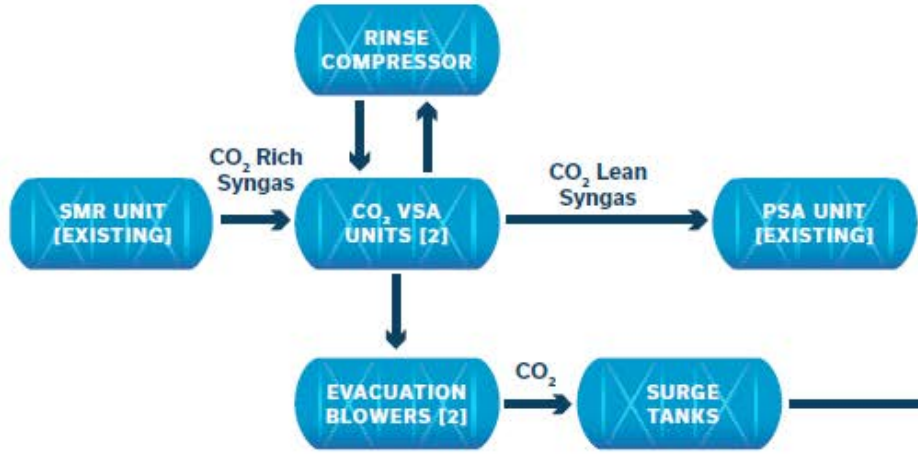 RINSE
COMPRESSOR
CO₂ Rich
Syngas
CO₂ Lean
Syngas
SMR UNIT
[EXISTING]
CO₂ VSA
UNITS [2]
PSA UNIT
[EXISTING]
EVACUATION
BLOWERS [2]
CO₂
SURGE
TANKS